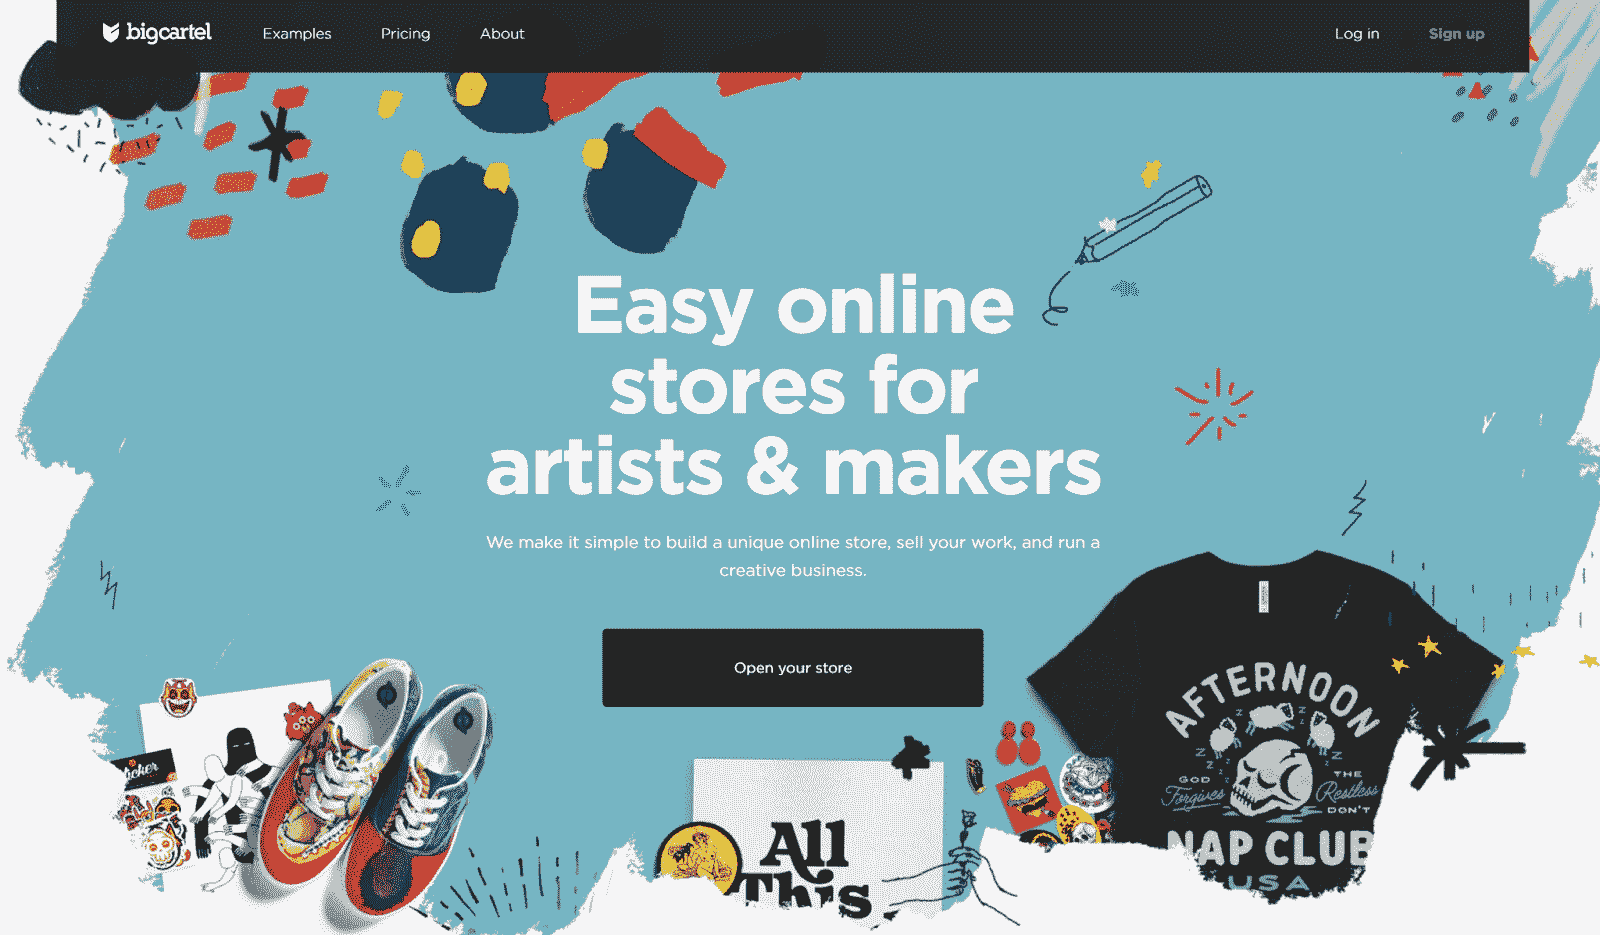 bigcartel
Examples
Pricing
About
Log in
Sign up
Easy online
stores for
artists & makers
We make it simple to build a unique online store, sell your work, and run a
creative business.
Open your store
AFTERNOON
Z Z Z Z
Z Z
Z Z
GOD THE
Forgives Restless
DON'T
NAP CLUB
USA
All
This